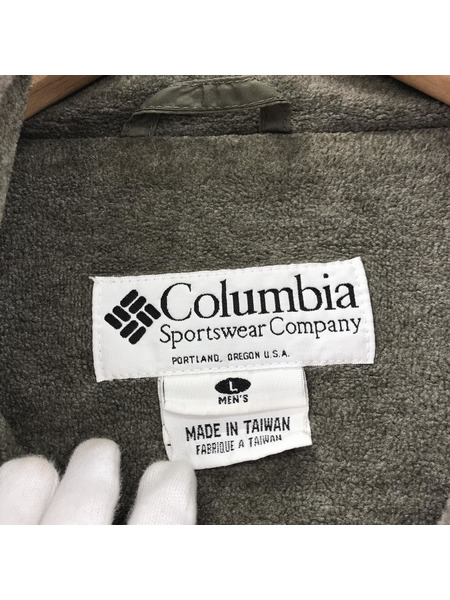 Columbia
Sportswear Company
PORTLAND, OREGON U.S.A.
L
MEN'S
MADE IN TAIWAN
FABRIQUE A TAIWAN